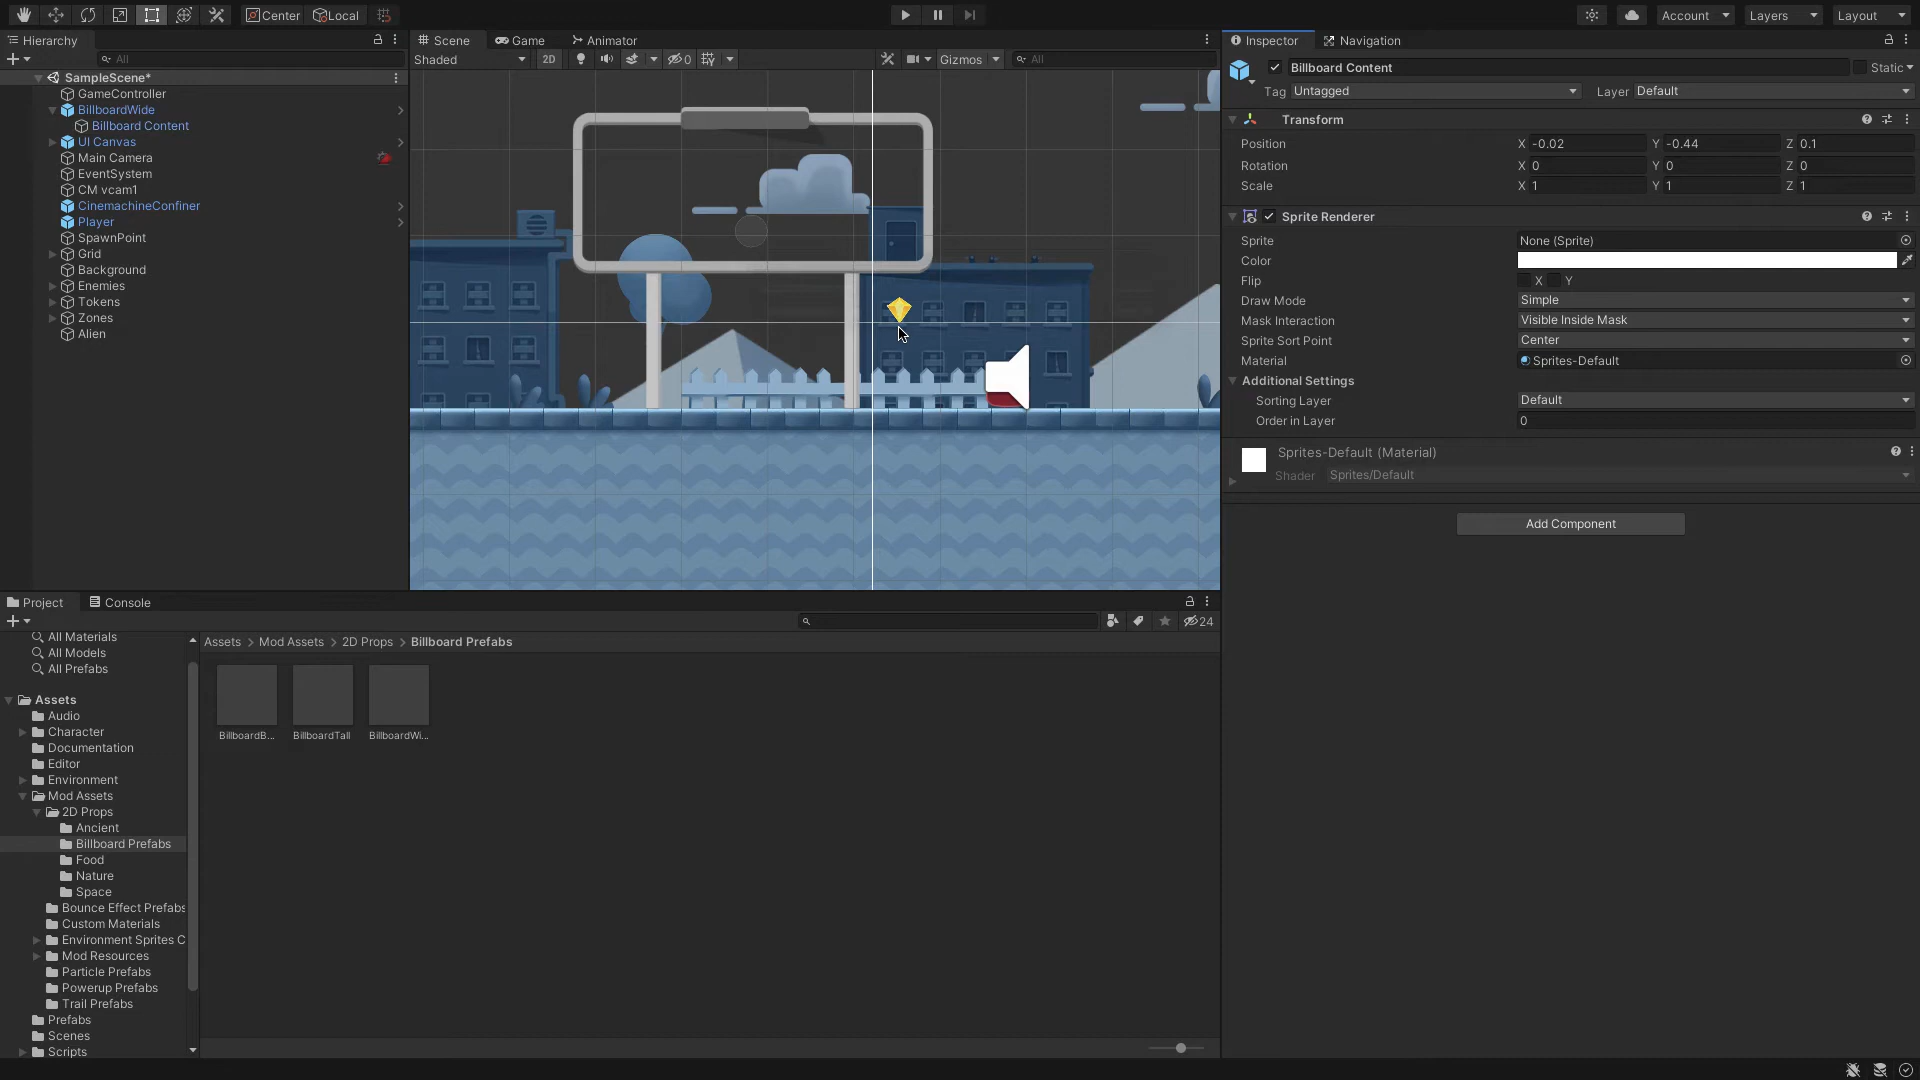 Center
Local
Account
Layers
Layout
Hierarchy
All
SampleScene*
GameController
BillboardWide
Billboard Content
UI Canvas
Main Camera
EventSystem
CM vcam1
CinemachineConfiner
Player
SpawnPoint
Grid
Background
Enemies
Tokens
Zones
Alien
Scene
Game
Animator
Shaded
2D
0
Gizmos
All
Inspector
Navigation
Billboard Content
Static
Tag Untagged
Layer Default
Transform
Position X -0.02 Y -0.44 Z 0.1
Rotation X 0 Y 0 Z 0
Scale X 1 Y 1 Z 1
Sprite Renderer
Sprite None (Sprite)
Color
Flip X Y
Draw Mode Simple
Mask Interaction Visible Inside Mask
Sprite Sort Point Center
Material Sprites-Default
Additional Settings
Sorting Layer Default
Order in Layer 0
Sprites-Default (Material)
Shader Sprites/Default
Add Component
Project
Console
24
All Materials
All Models
All Prefabs
Assets
Audio
Character
Documentation
Editor
Environment
Mod Assets
2D Props
Ancient
Billboard Prefabs
Food
Nature
Space
Bounce Effect Prefabs
Custom Materials
Environment Sprites C
Mod Resources
Particle Prefabs
Powerup Prefabs
Trail Prefabs
Prefabs
Scenes
Scripts
Assets > Mod Assets > 2D Props > Billboard Prefabs
BillboardB...
BillboardTall
BillboardWi...